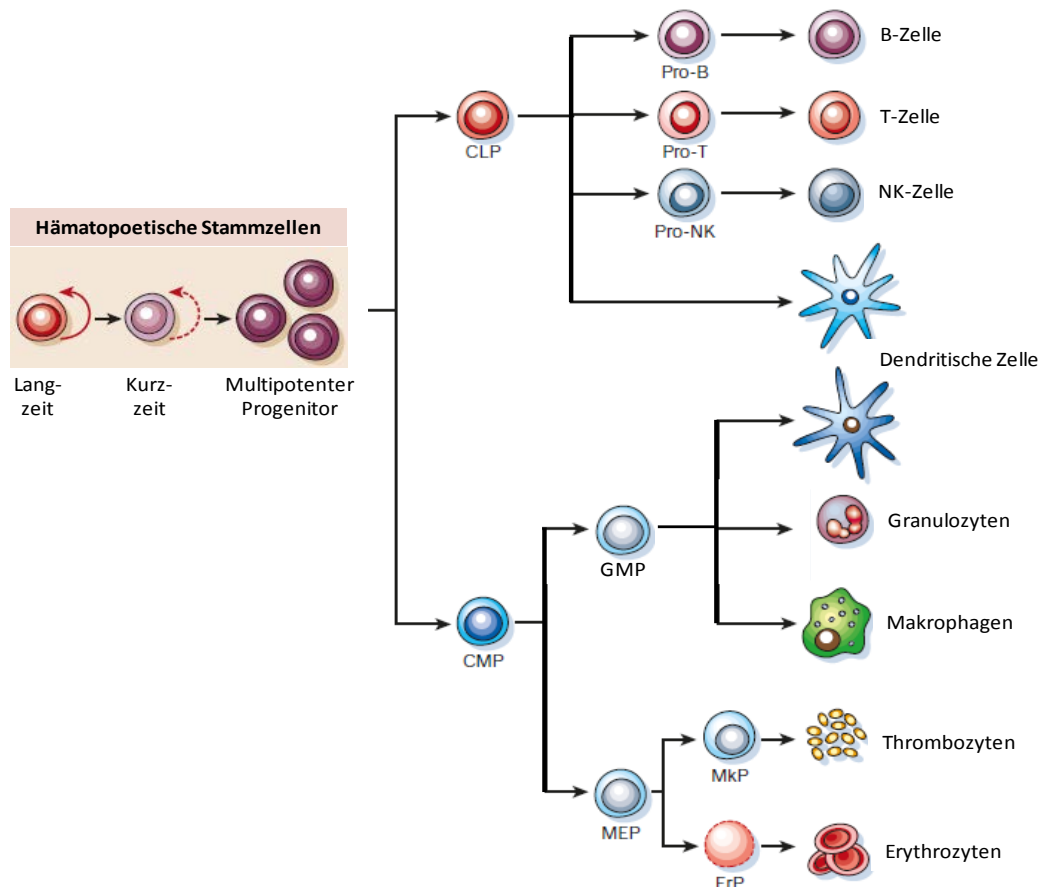 B-Zelle
Pro-B
T-Zelle
CLP
Pro-T
NK-Zelle
Pro-NK
Hämatopoetische Stammzellen
Lang-
zeit
Kurz-
zeit
Multipotenter
Progenitor
Dendritische Zelle
Granulozyten
GMP
Makrophagen
CMP
Thrombozyten
MkP
MEP
Erythrozyten
ErP